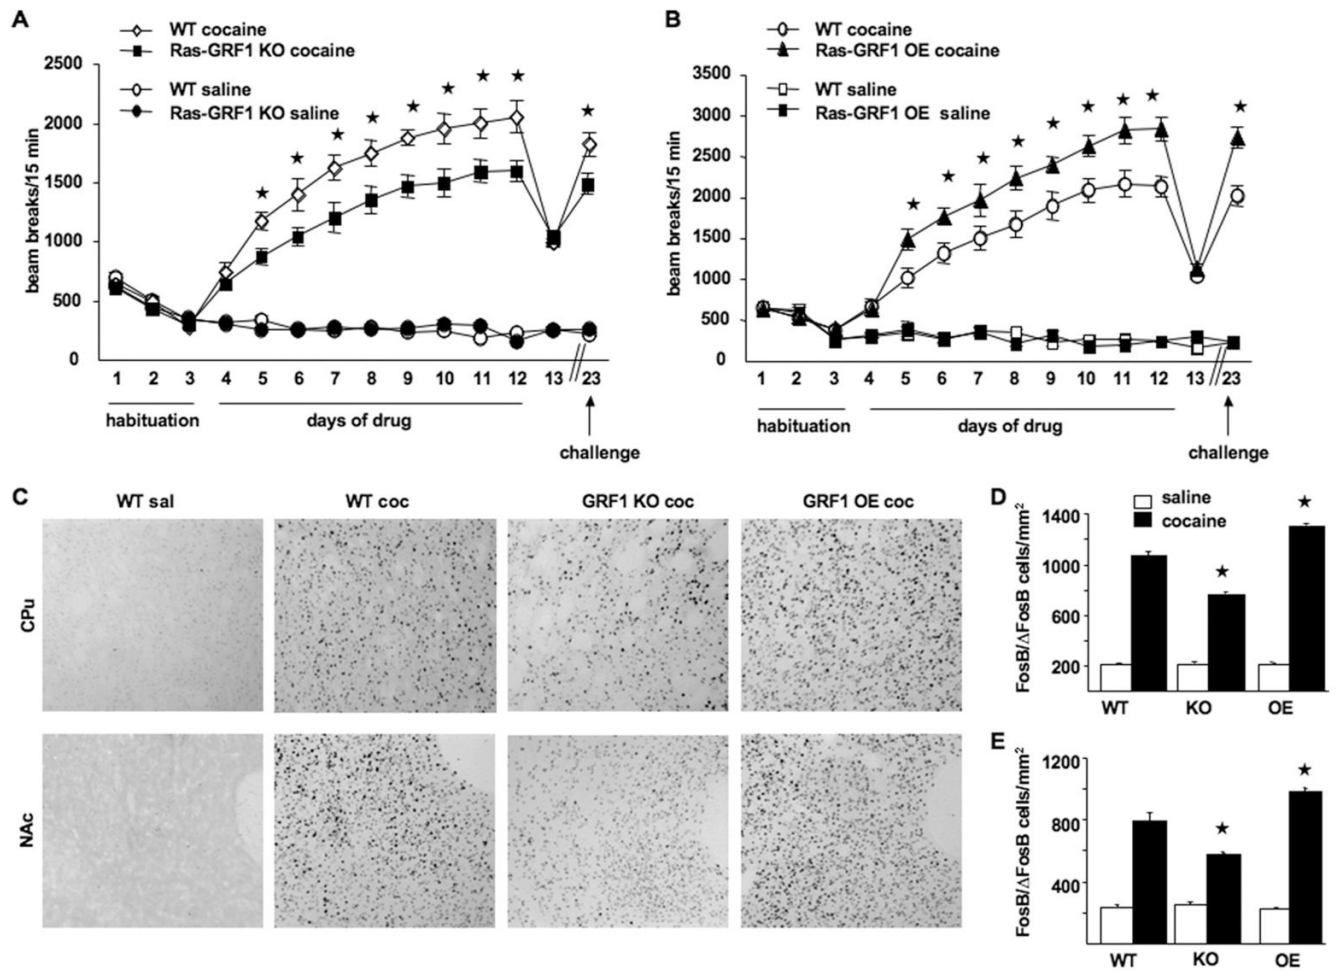 A
WT cocaine
Ras-GRF1 KO cocaine
WT saline
Ras-GRF1 KO saline
beam breaks/15 min
2500
2000
1500
1000
500
0
1 2 3 4 5 6 7 8 9 10 11 12 13 23
habituation
days of drug
challenge
B
WT cocaine
Ras-GRF1 OE cocaine
WT saline
Ras-GRF1 OE saline
beam breaks/15 min
3500
3000
2500
2000
1500
1000
500
0
1 2 3 4 5 6 7 8 9 10 11 12 13 23
habituation
days of drug
challenge
C
WT sal
WT coc
GRF1 KO coc
GRF1 OE coc
CPu
NAc
D
saline
cocaine
FosB/ΔFosB cells/mm²
1400
1000
600
200
WT KO OE
E
FosB/ΔFosB cells/mm²
1200
800
400
WT KO OE